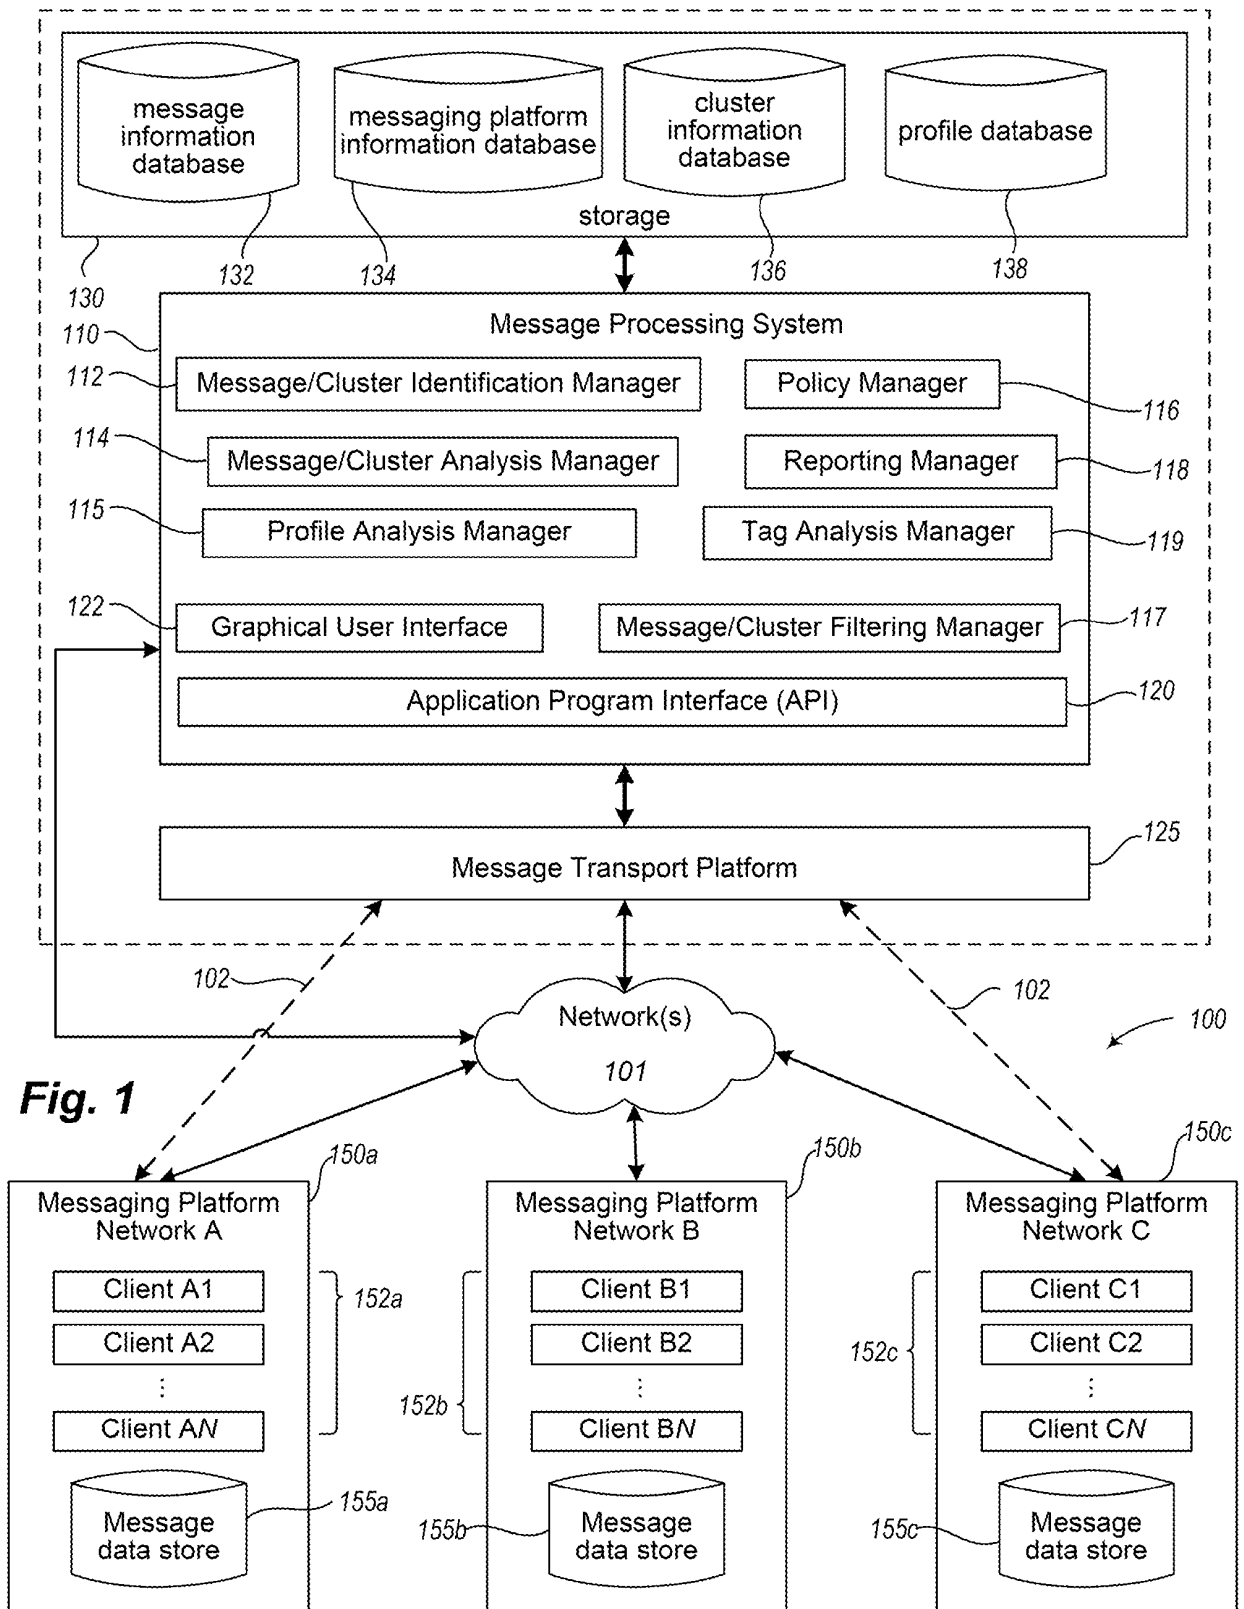 message
information
database
messaging platform
information database
cluster
information
database
profile database
storage
130
132
134
136
138
110
Message Processing System
112
Message/Cluster Identification Manager
Policy Manager
116
114
Message/Cluster Analysis Manager
Reporting Manager
118
115
Profile Analysis Manager
Tag Analysis Manager
119
122
Graphical User Interface
Message/Cluster Filtering Manager
117
Application Program Interface (API)
120
Message Transport Platform
125
102
102
Network(s)
101
100
Fig. 1
150a
150b
150c
Messaging Platform
Network A
Client A1
Client A2
⋮
Client AN
152a
Message
data store
155a
Messaging Platform
Network B
Client B1
Client B2
⋮
Client BN
152b
Message
data store
155b
Messaging Platform
Network C
Client C1
Client C2
⋮
Client CN
152c
Message
data store
155c